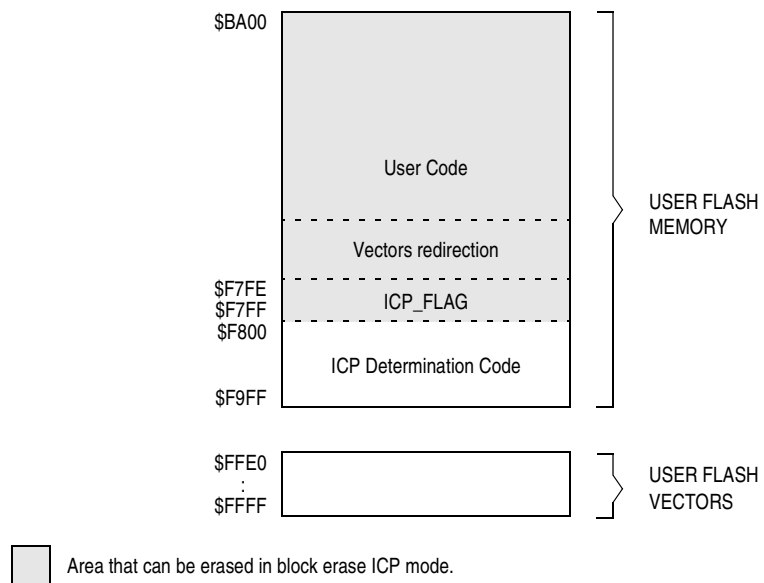 $BA00
User Code
USER FLASH
MEMORY
Vectors redirection
$F7FE
$F7FF
ICP_FLAG
$F800
ICP Determination Code
$F9FF
$FFE0
:
$FFFF
USER FLASH
VECTORS
Area that can be erased in block erase ICP mode.